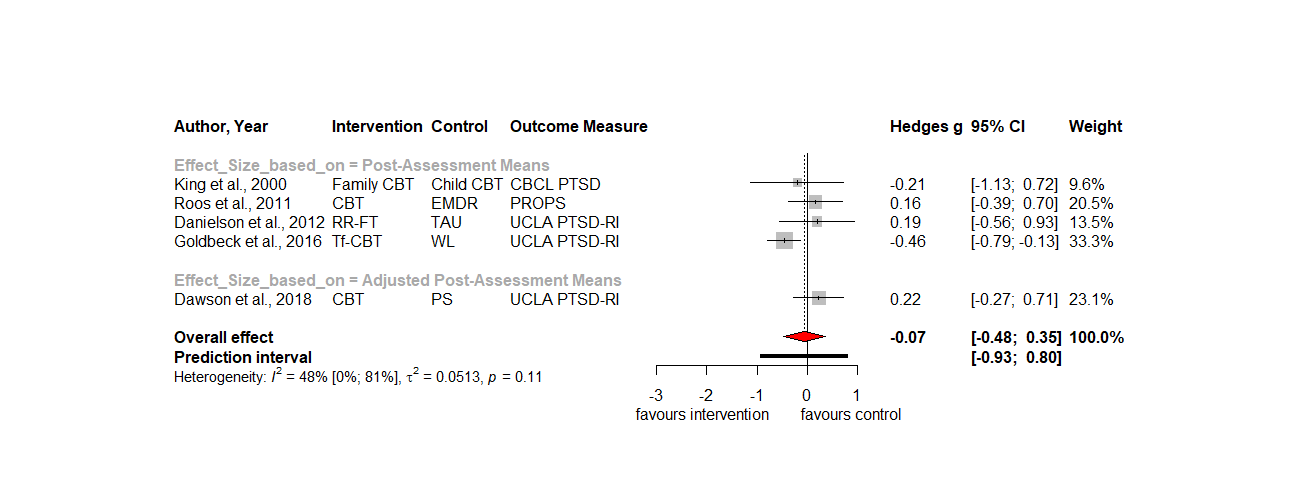 Author, Year Intervention Control Outcome Measure Hedges g 95% CI Weight
Effect_Size_based_on = Post-Assessment Means
King et al., 2000 Family CBT Child CBT CBCL PTSD -0.21 [-1.13; 0.72] 9.6%
Roos et al., 2011 CBT EMDR PROPS 0.16 [-0.39; 0.70] 20.5%
Danielson et al., 2012 RR-FT TAU UCLA PTSD-RI 0.19 [-0.56; 0.93] 13.5%
Goldbeck et al., 2016 Tf-CBT WL UCLA PTSD-RI -0.46 [-0.79; -0.13] 33.3%
Effect_Size_based_on = Adjusted Post-Assessment Means
Dawson et al., 2018 CBT PS UCLA PTSD-RI 0.22 [-0.27; 0.71] 23.1%
Overall effect -0.07 [-0.48; 0.35] 100.0%
Prediction interval [-0.93; 0.80]
Heterogeneity: I² = 48% [0%; 81%], τ² = 0.0513, p = 0.11
-3 -2 -1 0 1
favours intervention favours control